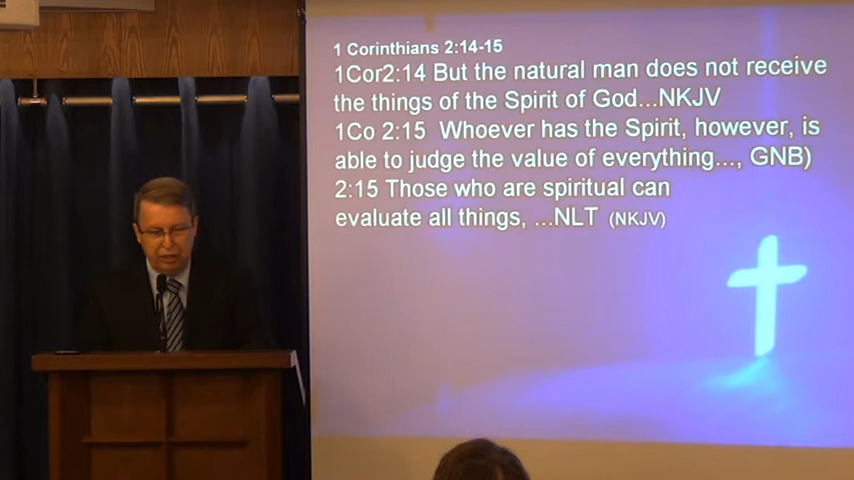 1 Corinthians 2:14-15
1Cor2:14 But the natural man does not receive
the things of the Spirit of God...NKJV
1Co 2:15 Whoever has the Spirit, however, is
able to judge the value of everything..., GNB)
2:15 Those who are spiritual can
evaluate all things, ...NLT (NKJV)